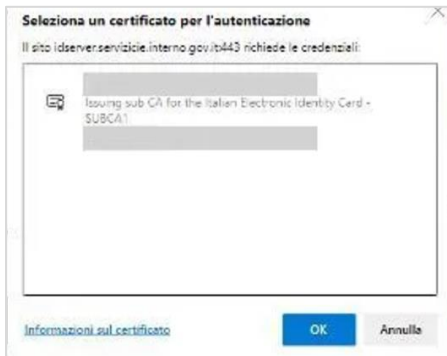 Seleziona un certificato per l'autenticazione
Il sito idserver.servizicie.interno.gov.it:443 richiede le credenziali:
Issuing sub CA for the Italian Electronic Identity Card -
SUBCA1
Informazioni sul certificato
OK
Annulla